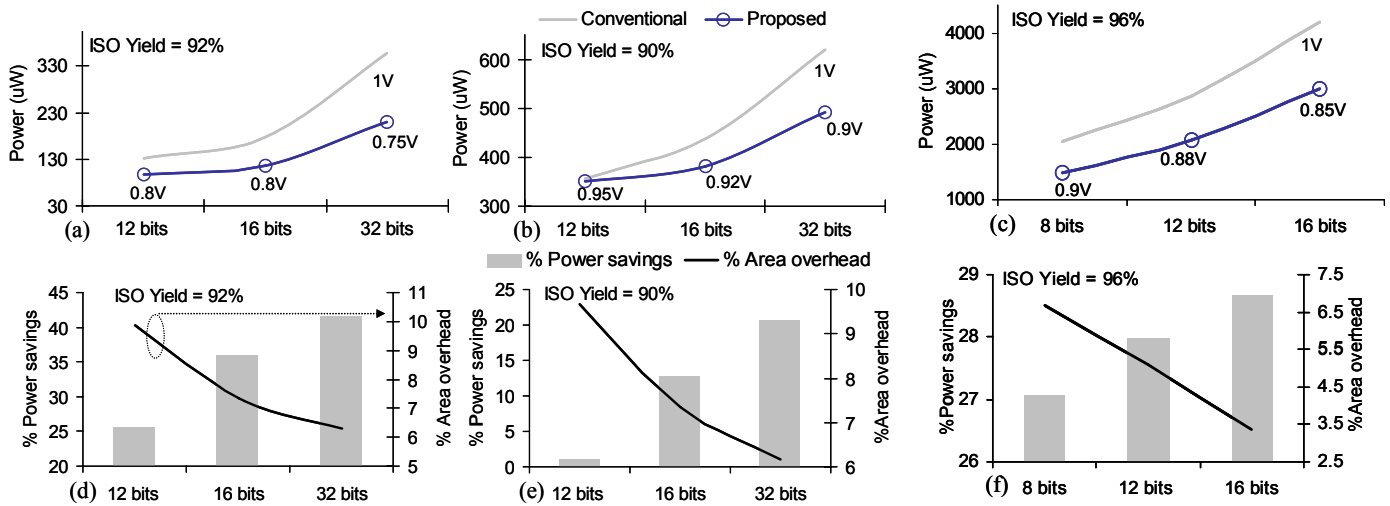 Conventional Proposed
ISO Yield = 92%
Power (uW)
330
230
130
30
1V
0.75V
0.8V
0.8V
(a)
12 bits 16 bits 32 bits
ISO Yield = 90%
Power (uW)
600
500
400
300
1V
0.9V
0.92V
0.95V
(b)
12 bits 16 bits 32 bits
ISO Yield = 96%
Power (uW)
4000
3000
2000
1000
1V
0.85V
0.88V
0.9V
(c)
8 bits 12 bits 16 bits
% Power savings % Area overhead
ISO Yield = 92%
% Power savings
45
40
35
30
25
20
11
10
9
8
7
6
5
% Area overhead
(d)
12 bits 16 bits 32 bits
ISO Yield = 90%
% Power savings
25
20
15
10
5
0
10
9
8
7
6
%Area overhead
(e)
12 bits 16 bits 32 bits
ISO Yield = 96%
%Power savings
29
28
27
26
7.5
6.5
5.5
4.5
3.5
2.5
%Area overhead
(f)
8 bits 12 bits 16 bits